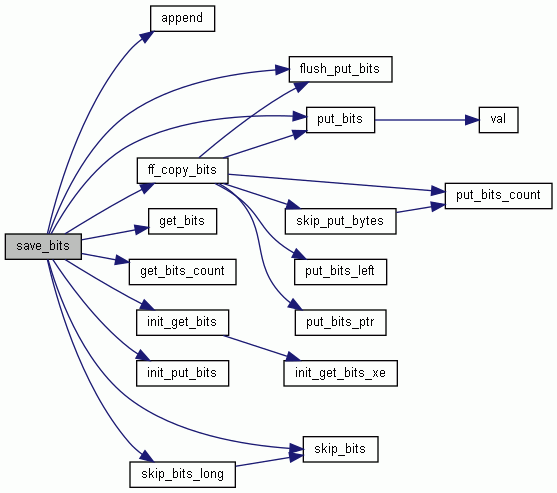 append
flush_put_bits
put_bits
val
ff_copy_bits
put_bits_count
get_bits
skip_put_bytes
save_bits
get_bits_count
put_bits_left
init_get_bits
put_bits_ptr
init_put_bits
init_get_bits_xe
skip_bits
skip_bits_long